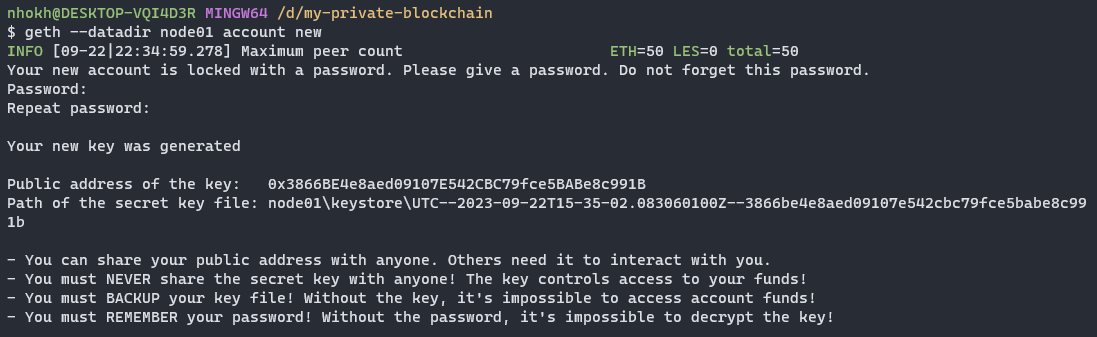 nhokh@DESKTOP-VQI4D3R MINGW64 /d/my-private-blockchain
$ geth --datadir node01 account new
INFO [09-22|22:34:59.278] Maximum peer count                       ETH=50 LES=0 total=50
Your new account is locked with a password. Please give a password. Do not forget this password.
Password:
Repeat password:
Your new key was generated
Public address of the key:   0x3866BE4e8aed09107E542CBC79fce5BABe8c991B
Path of the secret key file: node01\keystore\UTC--2023-09-22T15-35-02.083060100Z--3866be4e8aed09107e542cbc79fce5babe8c99
1b
- You can share your public address with anyone. Others need it to interact with you.
- You must NEVER share the secret key with anyone! The key controls access to your funds!
- You must BACKUP your key file! Without the key, it's impossible to access account funds!
- You must REMEMBER your password! Without the password, it's impossible to decrypt the key!